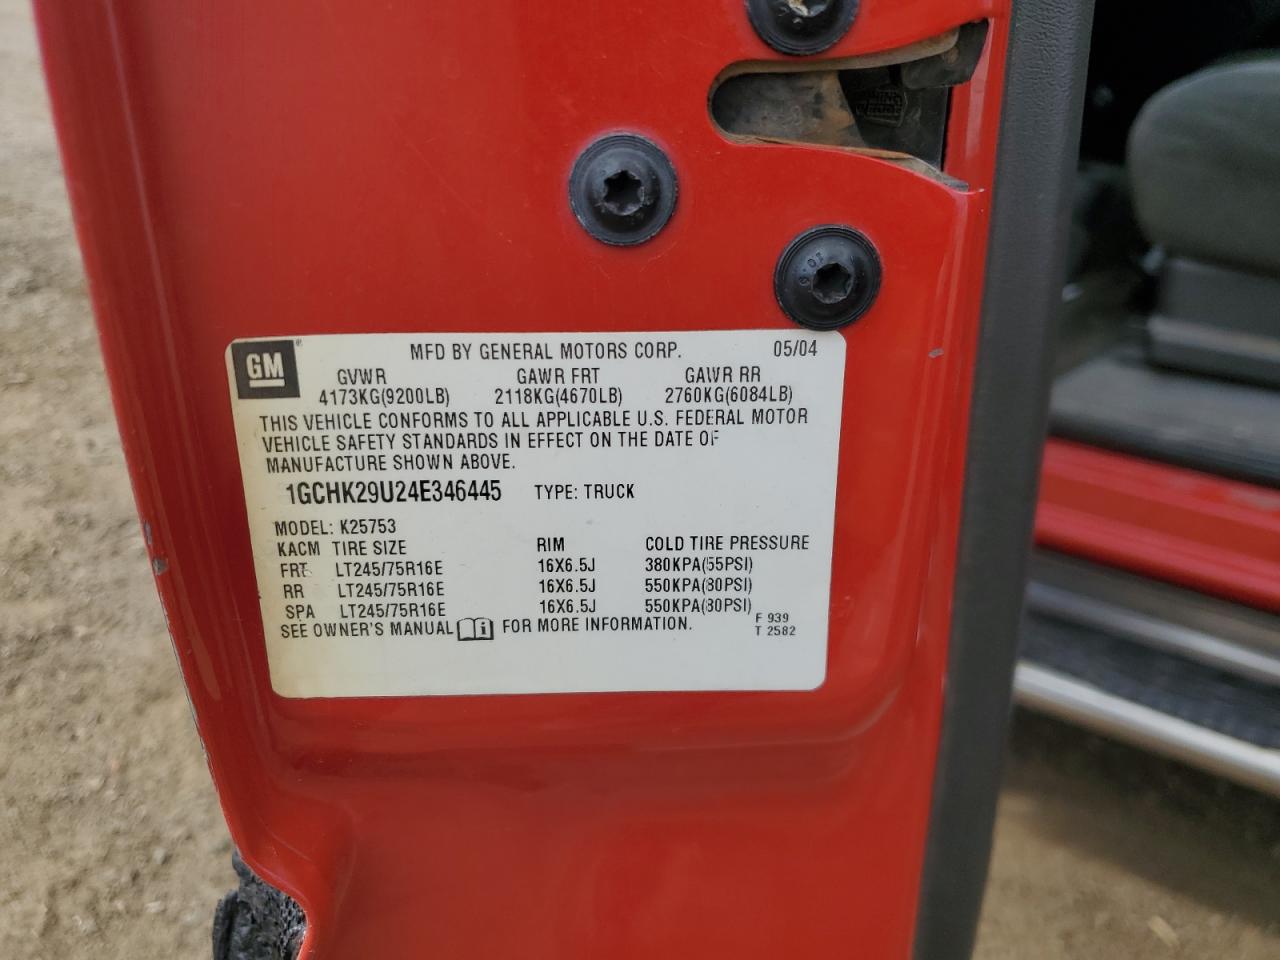 GM
MFD BY GENERAL MOTORS CORP. 05/04
GVWR GAWR FRT GAWR RR
4173KG(9200LB) 2118KG(4670LB) 2760KG(6084LB)
THIS VEHICLE CONFORMS TO ALL APPLICABLE U.S. FEDERAL MOTOR
VEHICLE SAFETY STANDARDS IN EFFECT ON THE DATE OF
MANUFACTURE SHOWN ABOVE.
1GCHK29U24E346445 TYPE: TRUCK
MODEL: K25753
KACM TIRE SIZE RIM COLD TIRE PRESSURE
FRT LT245/75R16E 16X6.5J 380KPA(55PSI)
RR LT245/75R16E 16X6.5J 550KPA(80PSI)
SPA LT245/75R16E 16X6.5J 550KPA(80PSI)
SEE OWNER'S MANUAL i FOR MORE INFORMATION.
F 939
T 2582